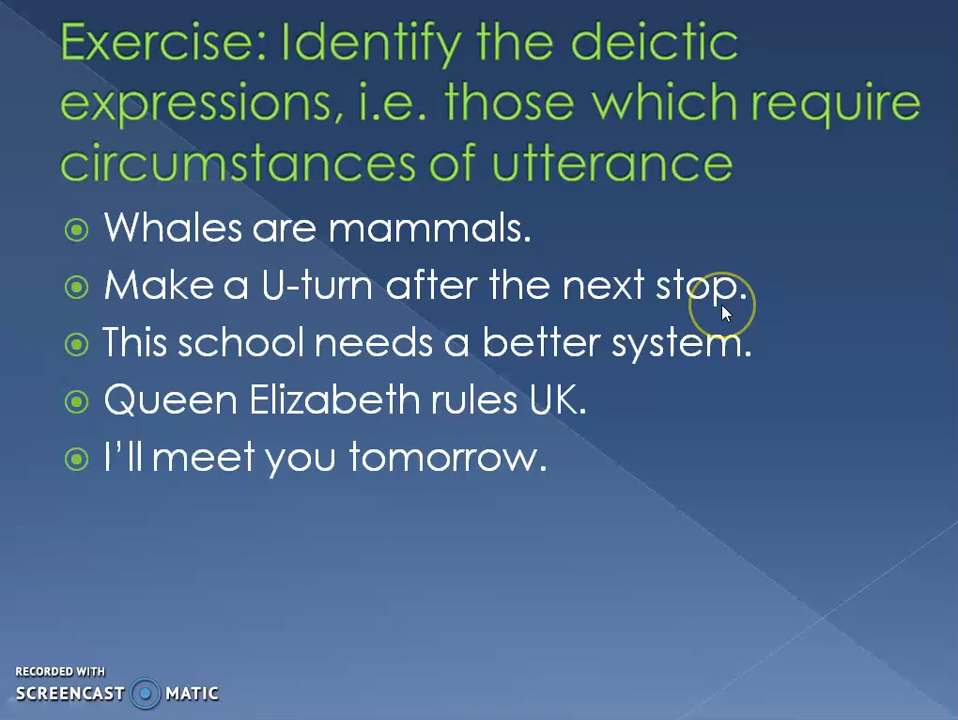 Exercise: Identify the deictic
expressions, i.e. those which require
circumstances of utterance
Whales are mammals.
Make a U-turn after the next stop.
This school needs a better system.
Queen Elizabeth rules UK.
I'll meet you tomorrow.
RECORDED WITH
SCREENCAST MATIC